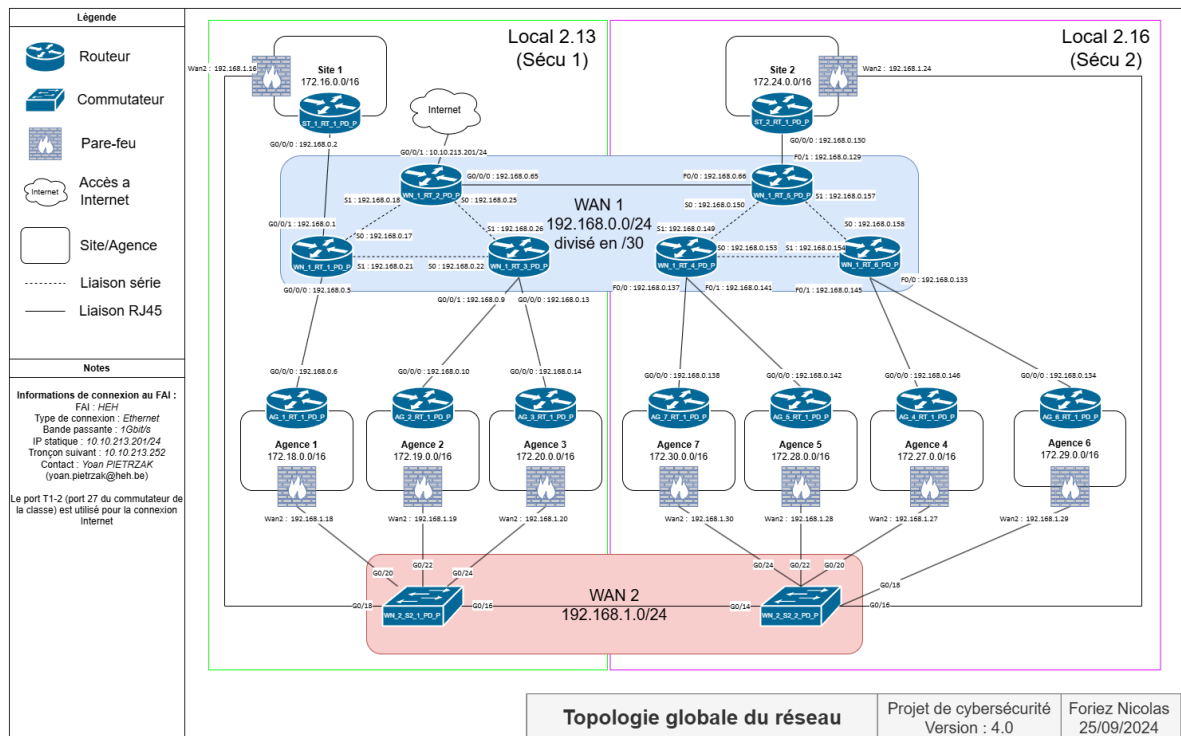 Lègende
Routeur
Commutateur
Pare-feu
Internet
Accès a
Internet
Site/Agence
Liaison série
Liaison RJ45
Notes
Informations de connexion au FAI :
FAI : HEH
Type de connexion : Ethernet
Bande passante : 1Gbit/s
IP statique : 10.10.213.201/24
Tronçon suivant : 10.10.213.252
Contact : Yoan PIETRZAK
(yoan.pietrzak@heh.be)
Le port T1-2 (port 27 du commutateur de
la classe) est utilisé pour la connexion
Internet
Local 2.13
(Sécu 1)
Local 2.16
(Sécu 2)
Wan2 : 192.168.1.16
Site 1
172.16.0.0/16
ST_1_RT_1_PD_P
G0/0/0 : 192.168.0.2
Internet
G0/0/1 : 10.10.213.201/24
Site 2
172.24.0.0/16
Wan2 : 192.168.1.24
ST_2_RT_1_PD_P
G0/0/0 : 192.168.0.130
F0/1 : 192.168.0.129
WAN 1
192.168.0.0/24
divisé en /30
G0/0/0 : 192.168.0.65
F0/0 : 192.168.0.66
WN_1_RT_2_PD_P
WN_1_RT_5_PD_P
S1 : 192.168.0.18
S0 : 192.168.0.25
S0 : 192.168.0.150
S1 : 192.168.0.157
G0/0/1 : 192.168.0.1
S0 : 192.168.0.17
S1 : 192.168.0.26
S1 : 192.168.0.149
S0 : 192.168.0.158
S0 : 192.168.0.153
S1 : 192.168.0.154
WN_1_RT_1_PD_P
S1 : 192.168.0.21
S0 : 192.168.0.22
WN_1_RT_3_PD_P
WN_1_RT_4_PD_P
WN_1_RT_6_PD_P
G0/0/0 : 192.168.0.5
G0/0/1 : 192.168.0.9
G0/0/0 : 192.168.0.13
F0/0 : 192.168.0.137
F0/1 : 192.168.0.141
F0/1 : 192.168.0.145
F0/0 : 192.168.0.133
G0/0/0 : 192.168.0.6
G0/0/0 : 192.168.0.10
G0/0/0 : 192.168.0.14
G0/0/0 : 192.168.0.138
G0/0/0 : 192.168.0.142
G0/0/0 : 192.168.0.146
G0/0/0 : 192.168.0.134
AG_1_RT_1_PD_P
AG_2_RT_1_PD_P
AG_3_RT_1_PD_P
AG_7_RT_1_PD_P
AG_5_RT_1_PD_P
AG_4_RT_1_PD_P
AG_6_RT_1_PD_P
Agence 1
172.18.0.0/16
Agence 2
172.19.0.0/16
Agence 3
172.20.0.0/16
Agence 7
172.30.0.0/16
Agence 5
172.28.0.0/16
Agence 4
172.27.0.0/16
Agence 6
172.29.0.0/16
Wan2 : 192.168.1.18
Wan2 : 192.168.1.19
Wan2 : 192.168.1.20
Wan2 : 192.168.1.30
Wan2 : 192.168.1.28
Wan2 : 192.168.1.27
Wan2 : 192.168.1.29
G0/20
G0/22
G0/24
G0/24
G0/22
G0/20
G0/18
WAN 2
192.168.1.0/24
G0/18
WN_2_S2_1_PD_P
G0/16
G0/14
WN_2_S2_2_PD_P
G0/16
Topologie globale du réseau
Projet de cybersécurité
Version : 4.0
Foriez Nicolas
25/09/2024